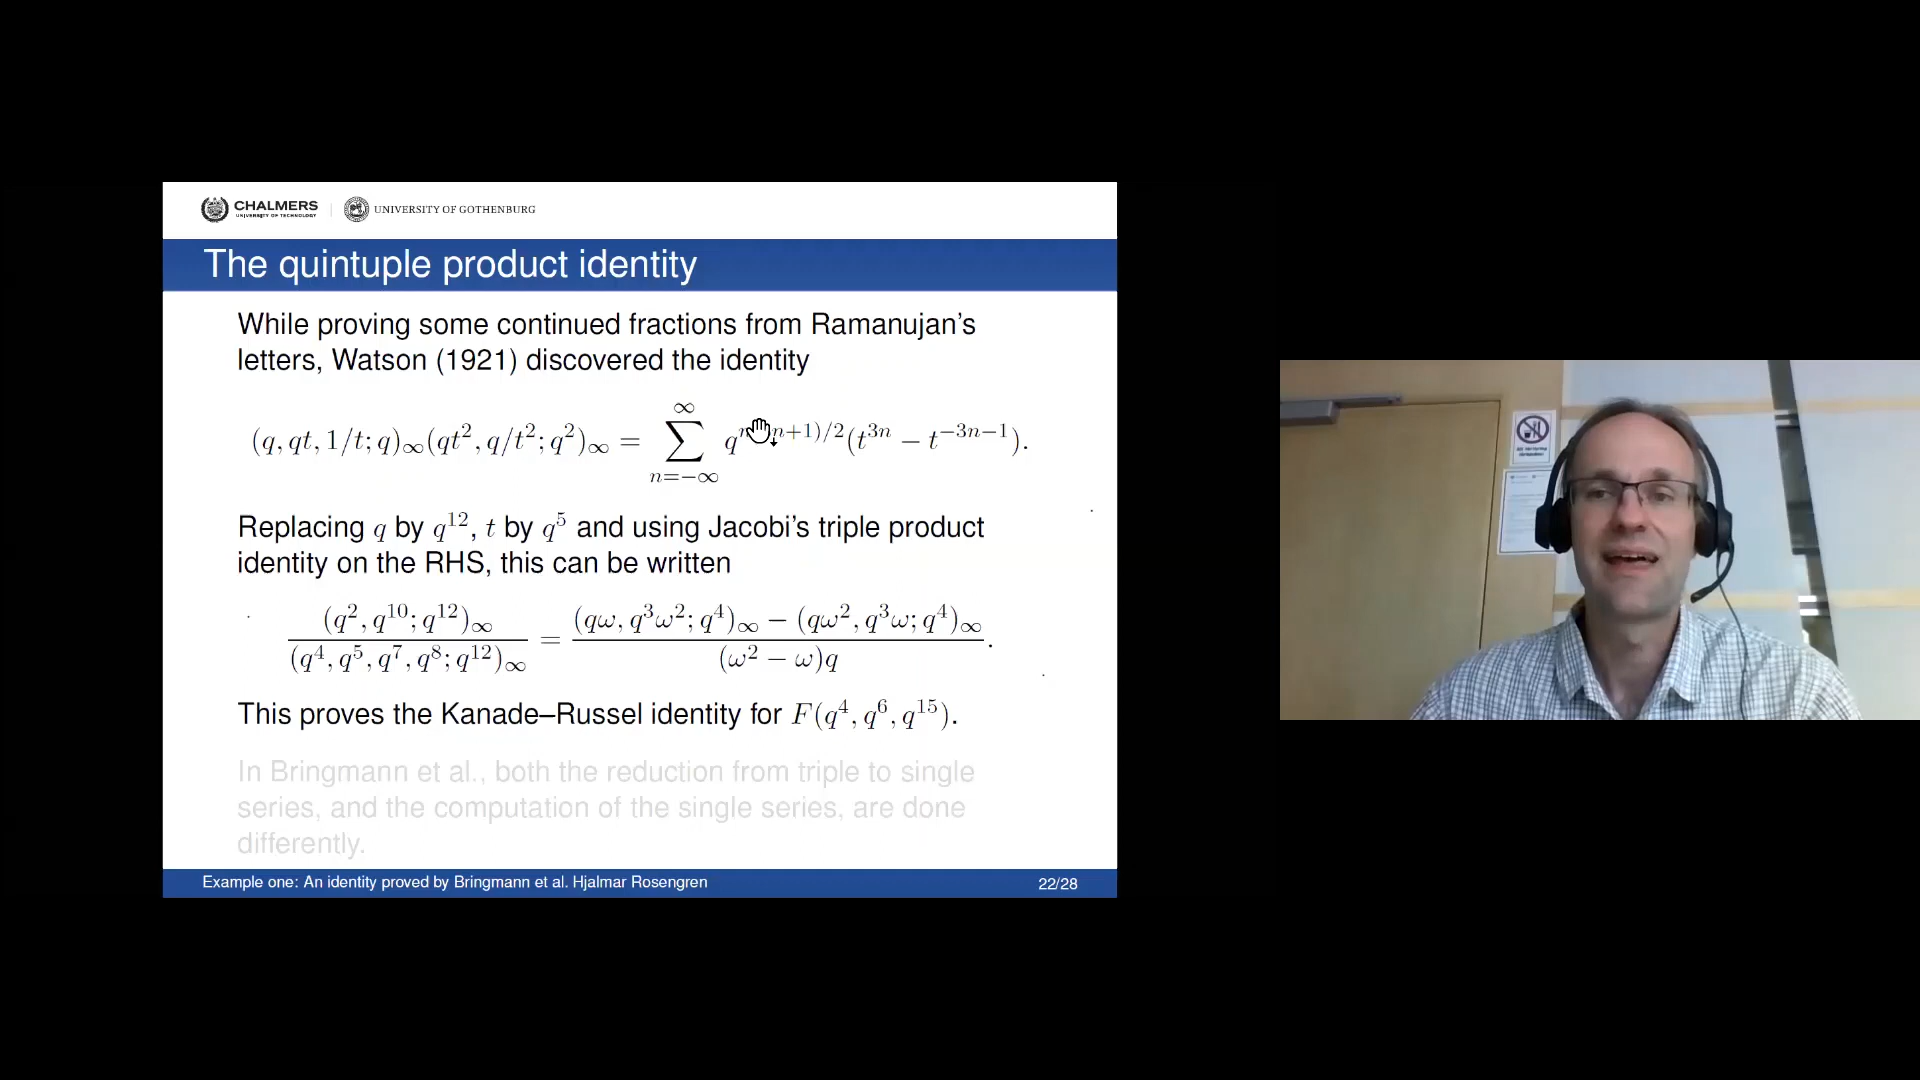 CHALMERS
UNIVERSITY OF TECHNOLOGY
UNIVERSITY OF GOTHENBURG
The quintuple product identity
While proving some continued fractions from Ramanujan's
letters, Watson (1921) discovered the identity
(q, qt, 1/t; q)∞(qt², q/t²; q²)∞ = ∑_{n=−∞}^{∞} q^{n n+1)/2}(t^{3n} − t^{−3n−1}).
Replacing q by q¹², t by q⁵ and using Jacobi's triple product
identity on the RHS, this can be written
(q², q¹⁰; q¹²)∞ / (q⁴, q⁵, q⁷, q⁸; q¹²)∞ = ((qω, q³ω²; q⁴)∞ − (qω², q³ω; q⁴)∞) / ((ω² − ω)q).
This proves the Kanade–Russel identity for F(q⁴, q⁶, q¹⁵).
In Bringmann et al., both the reduction from triple to single
series, and the computation of the single series, are done
differently.
Example one: An identity proved by Bringmann et al. Hjalmar Rosengren
22/28